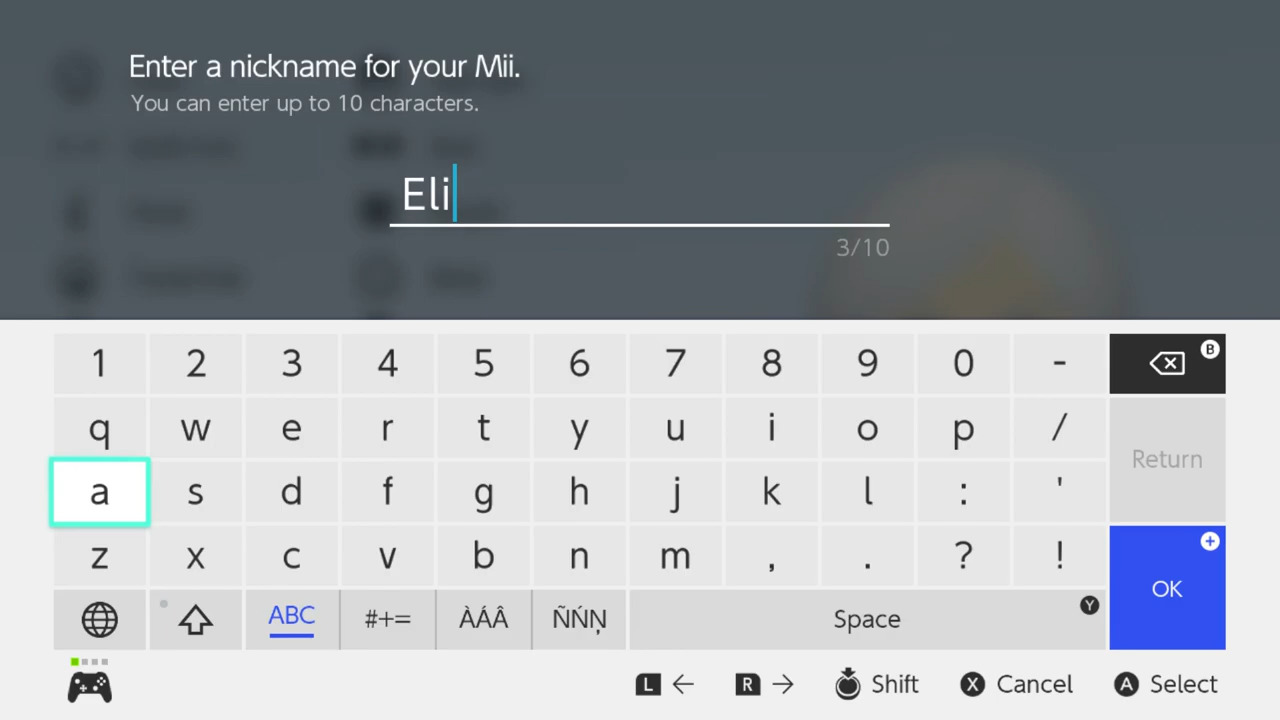 Enter a nickname for your Mii.
You can enter up to 10 characters.
Eli
3/10
1 2 3 4 5 6 7 8 9 0 - B
q w e r t y u i o p /
Return
a s d f g h j k l : '
z x c v b n m , . ? ! +
OK
ABC #+= ÀÁÂ ÑŃŅ Space Y
L ← R → Shift X Cancel A Select